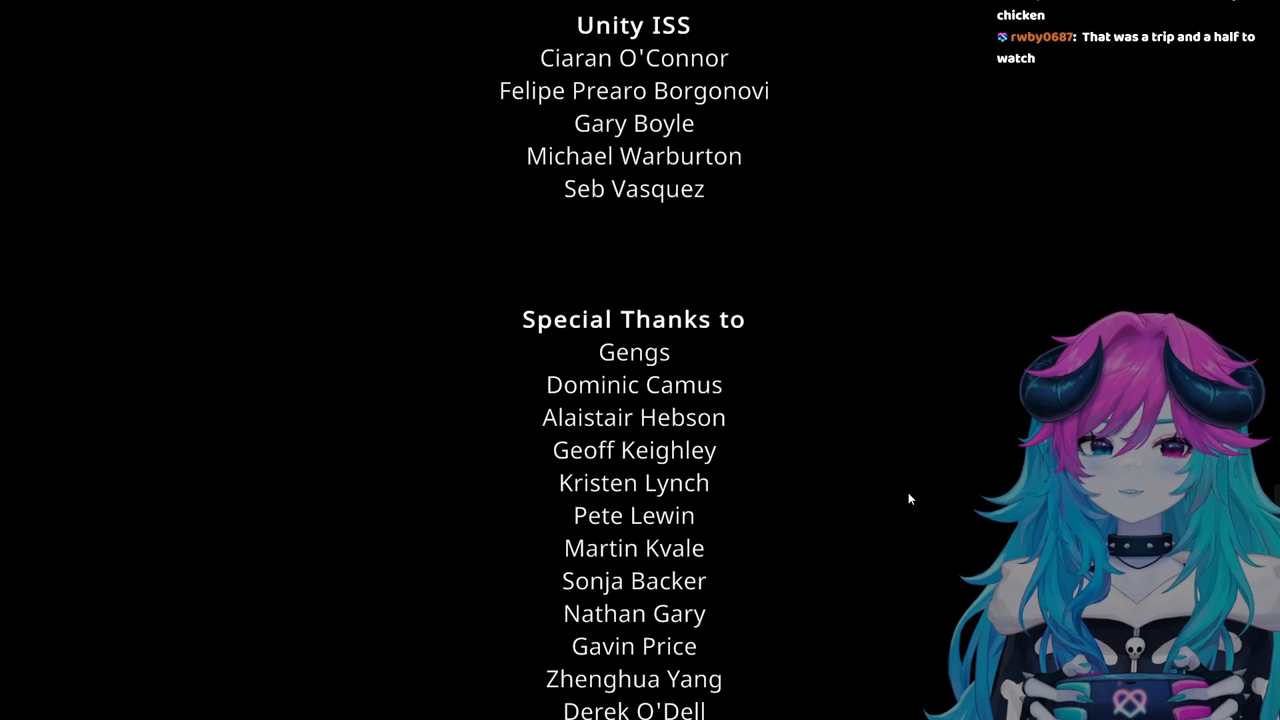 Unity ISS
Ciaran O'Connor
Felipe Prearo Borgonovi
Gary Boyle
Michael Warburton
Seb Vasquez
Special Thanks to
Gengs
Dominic Camus
Alaistair Hebson
Geoff Keighley
Kristen Lynch
Pete Lewin
Martin Kvale
Sonja Backer
Nathan Gary
Gavin Price
Zhenghua Yang
Derek O'Dell
chicken
rwby0687: That was a trip and a half to
watch